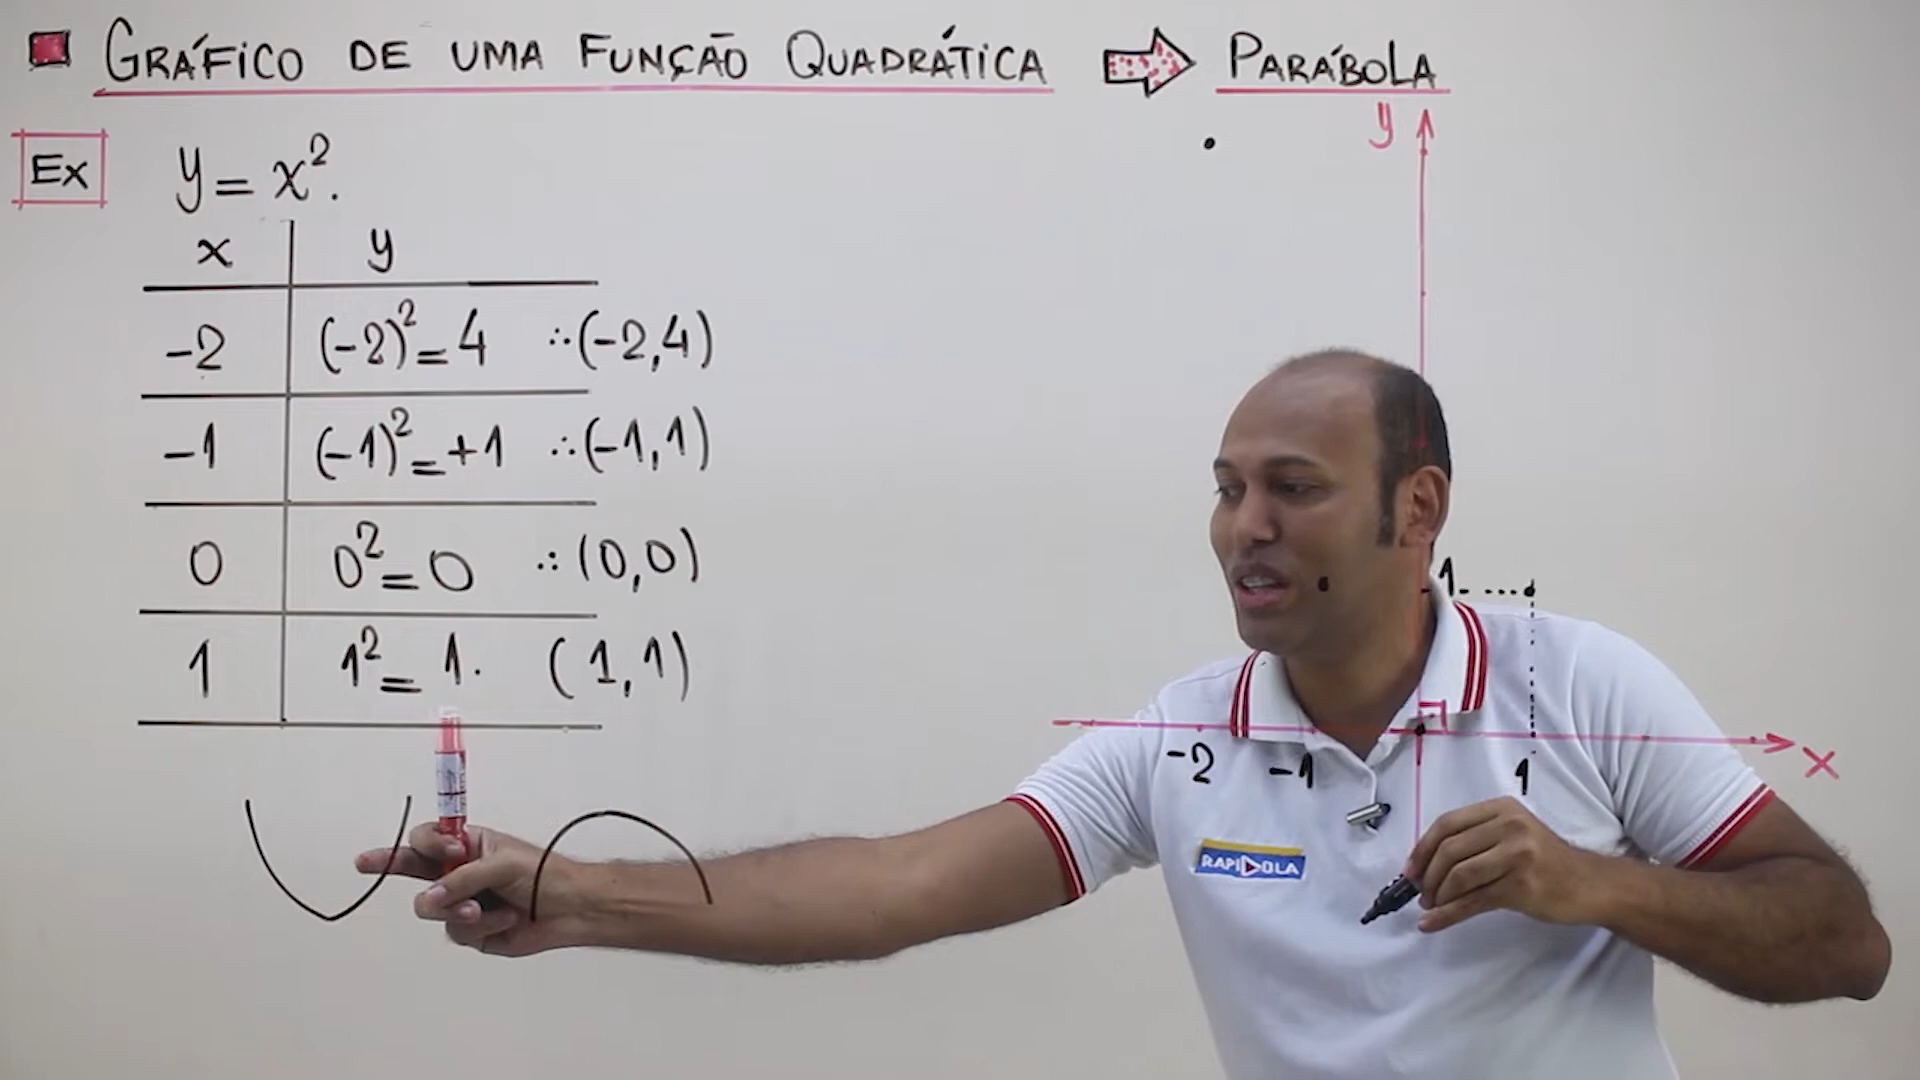 GRÁFICO DE UMA FUNÇÃO QUADRÁTICA PARÁBOLA
Ex y = x².
x y
-2 (-2)² = 4 ∴ (-2,4)
-1 (-1)² = +1 ∴ (-1,1)
0 0² = 0 ∴ (0,0)
1 1² = 1. (1,1)
y
1
-2 -1 1 x
RAPIDOLA